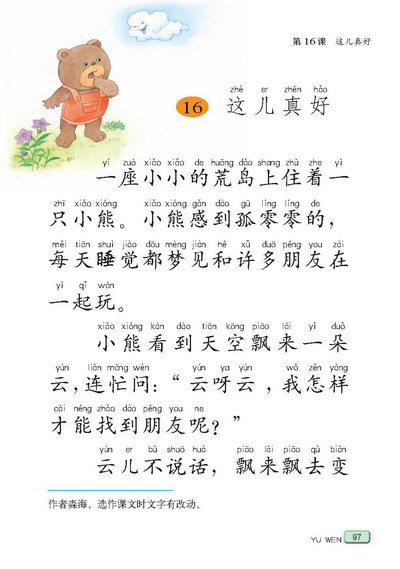 第16课 这儿真好
zhè er zhēn hǎo
16 这儿真好
yí zuò xiǎo xiǎo de huāng dǎo shang zhù zhe yì
一座小小的荒岛上住着一
zhī xiǎo xióng xiǎo xióng gǎn dào gū líng líng de
只小熊。小熊感到孤零零的，
měi tiān shuì jiào dōu mèng jiàn hé xǔ duō péng you zài
每天睡觉都梦见和许多朋友在
yì qǐ wán
一起玩。
xiǎo xióng kàn dào tiān kōng piāo lái yì duǒ
小熊看到天空飘来一朵
yún lián máng wèn yún ya yún wǒ zěn yàng
云，连忙问：“云呀云，我怎样
cái néng zhǎo dào péng you ne
才能找到朋友呢？”
yún er bù shuō huà piāo lái piāo qù biàn
云儿不说话，飘来飘去变
作者淼海，选作课文时文字有改动。
YU WEN 97